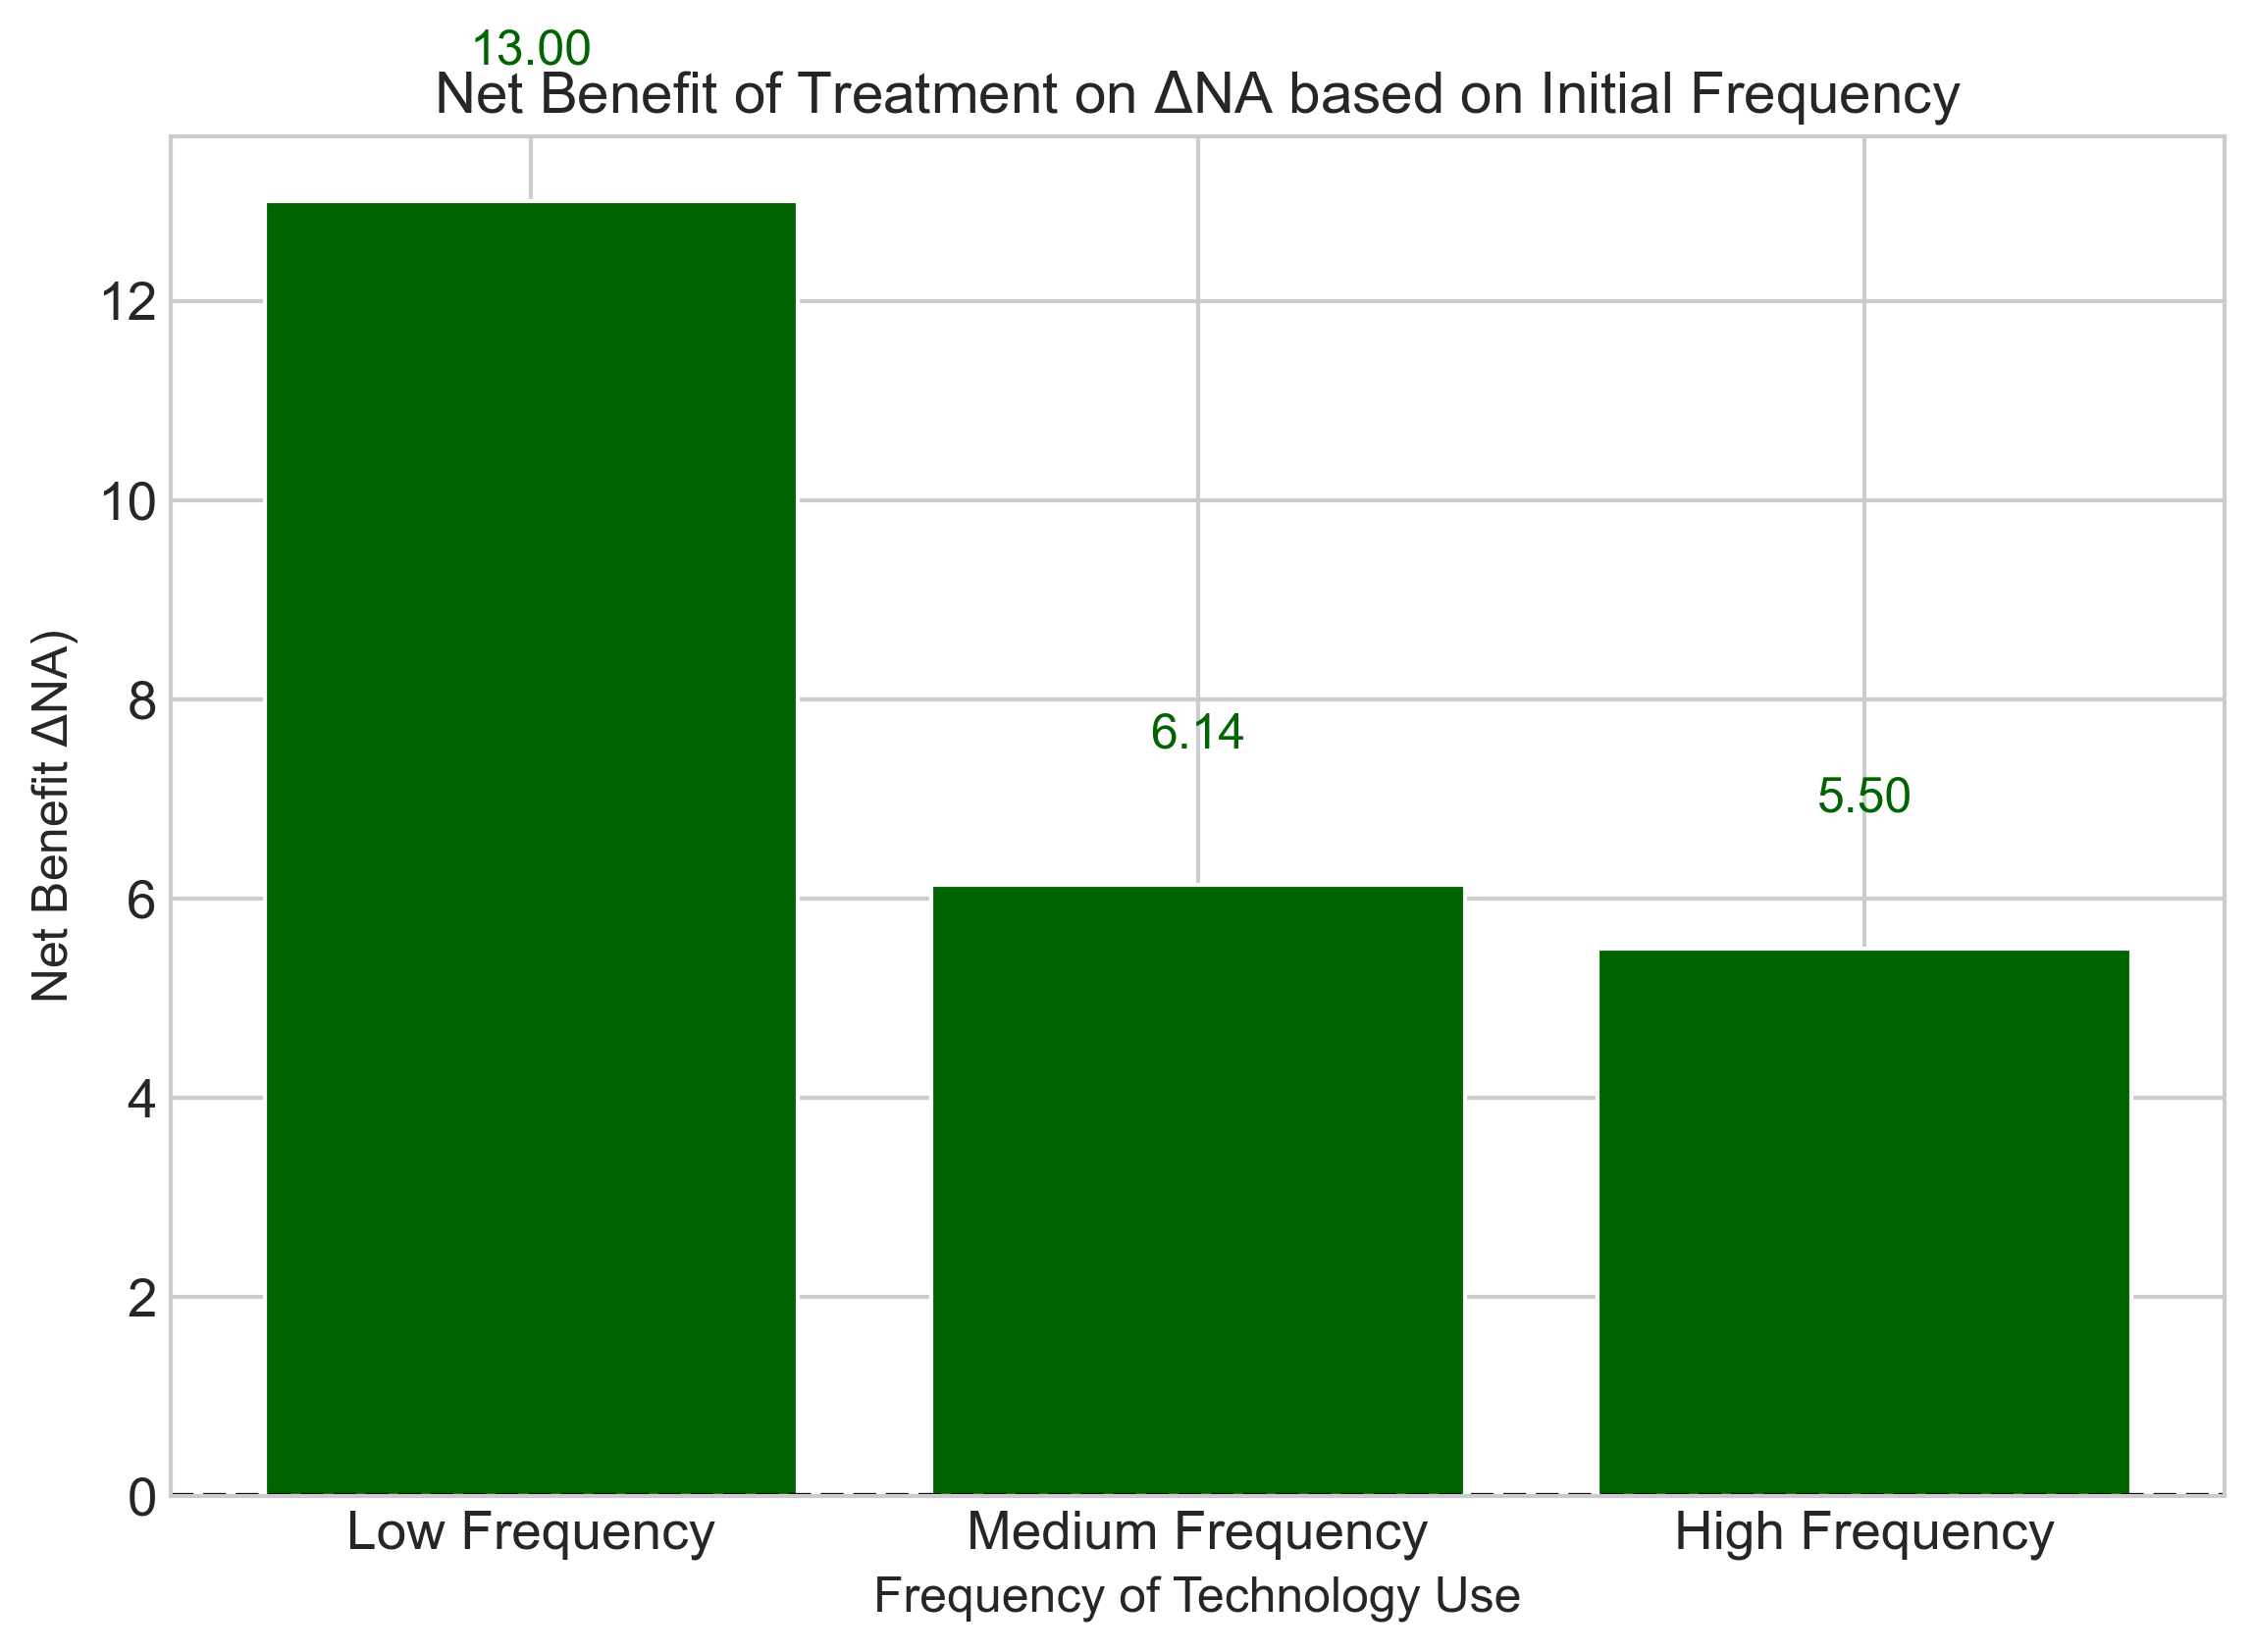 13.00
Net Benefit of Treatment on ΔNA based on Initial Frequency
Net Benefit ΔNA)
12
10
8
6
4
2
0
6.14
5.50
Low Frequency
Medium Frequency
High Frequency
Frequency of Technology Use